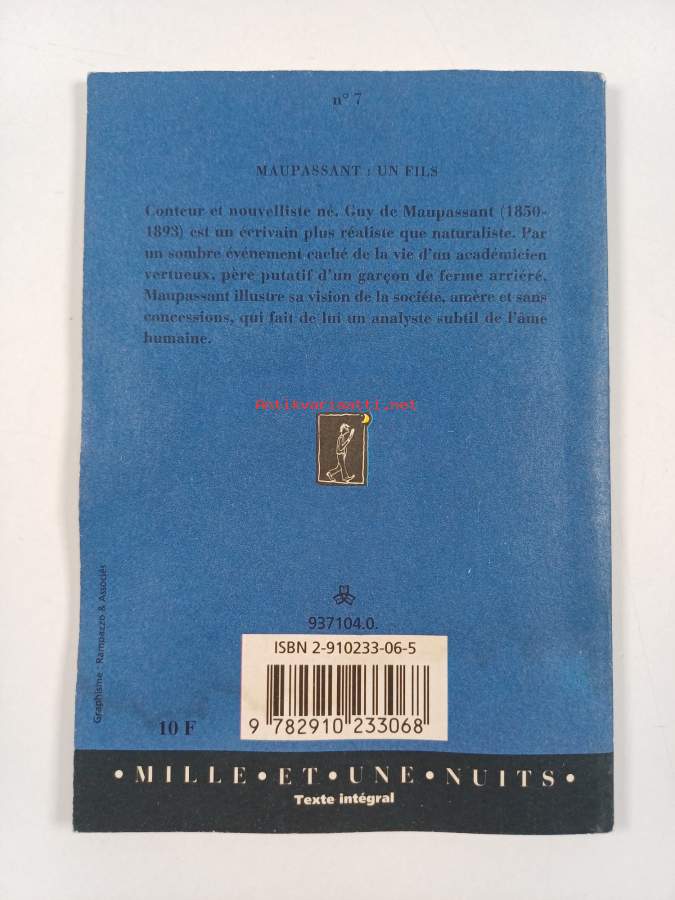 n° 7
MAUPASSANT : UN FILS
Conteur et nouvelliste né, Guy de Maupassant (1850-
1893) est un écrivain plus réaliste que naturaliste. Par
un sombre événement caché de la vie d'un académicien
vertueux, père putatif d'un garçon de ferme arriéré,
Maupassant illustre sa vision de la société, amère et sans
concessions, qui fait de lui un analyste subtil de l'âme
humaine.
Antikvariaatti.net
Graphisme - Rampazzo & Associés
937104.0.
ISBN 2-910233-06-5
9 782910 233068
10 F
• MILLE • ET • UNE • NUITS •
Texte intégral